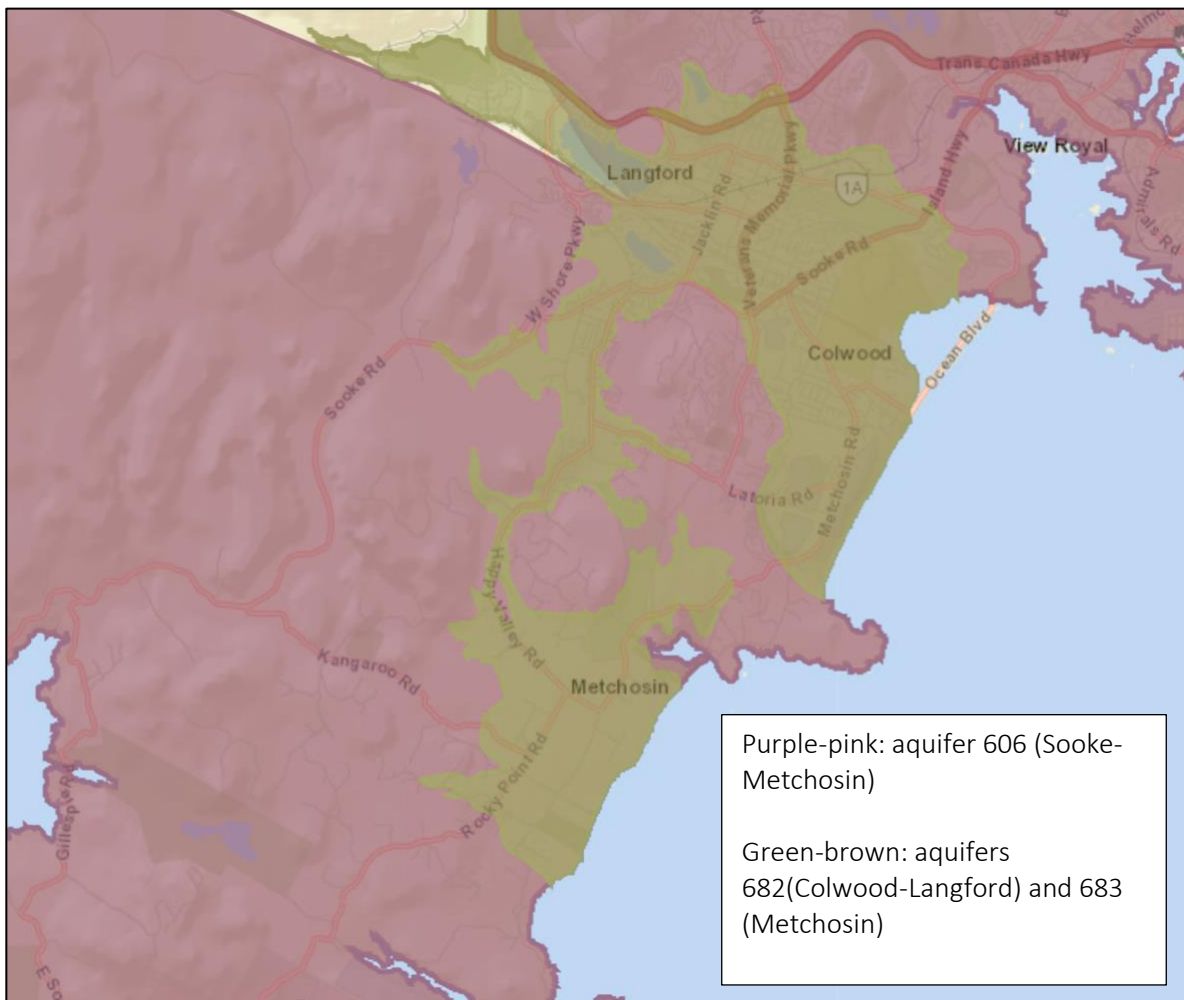 Trans Canada Hwy
Helmc
View Royal
Admirals Rd
Island Hwy
1A
Langford
Jacklin Rd
Veterans Memorial Pkwy
Sooke Rd
W Shore Pkwy
Colwood
Ocean Blvd
Sooke Rd
Metchosin Rd
Latoria Rd
Happy Valley Rd
Kangaroo Rd
Metchosin
Rocky Point Rd
Gillespie Rd
E So
Purple-pink: aquifer 606 (Sooke-
Metchosin)
Green-brown: aquifers
682(Colwood-Langford) and 683
(Metchosin)